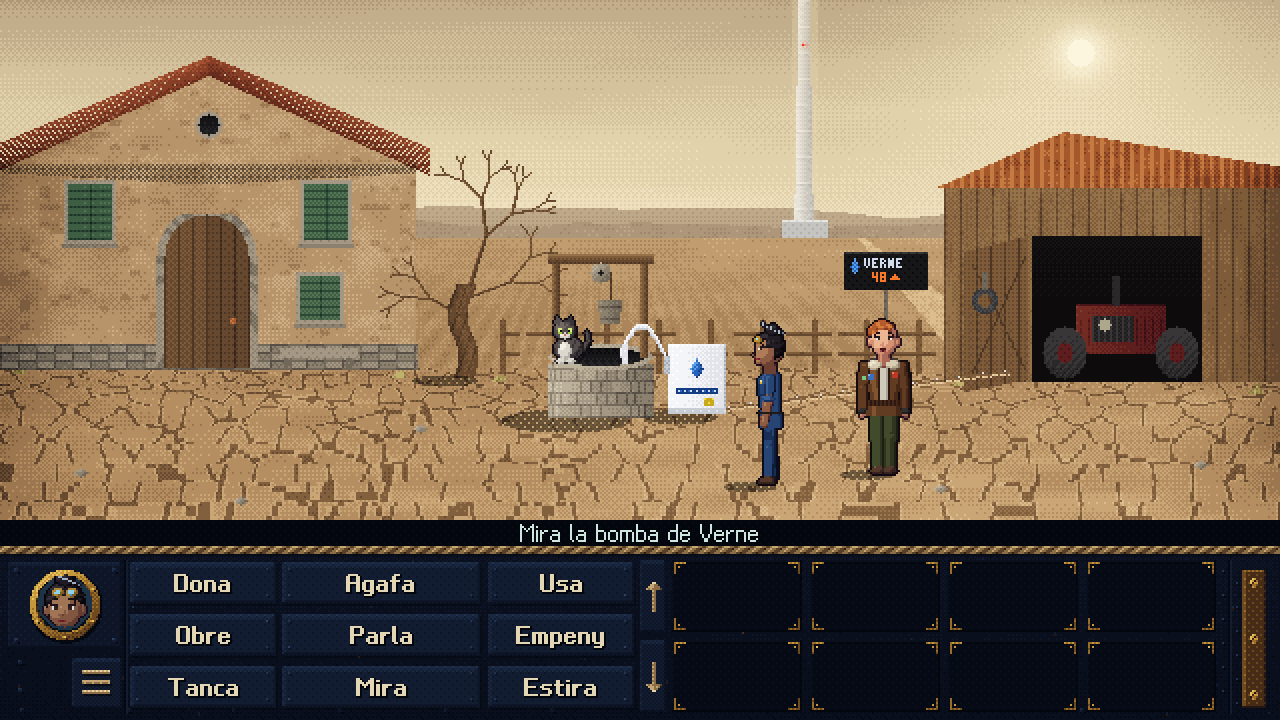 VERNE
48
Mira la bomba de Verne
Dona
Agafa
Usa
Obre
Parla
Empeny
Tanca
Mira
Estira